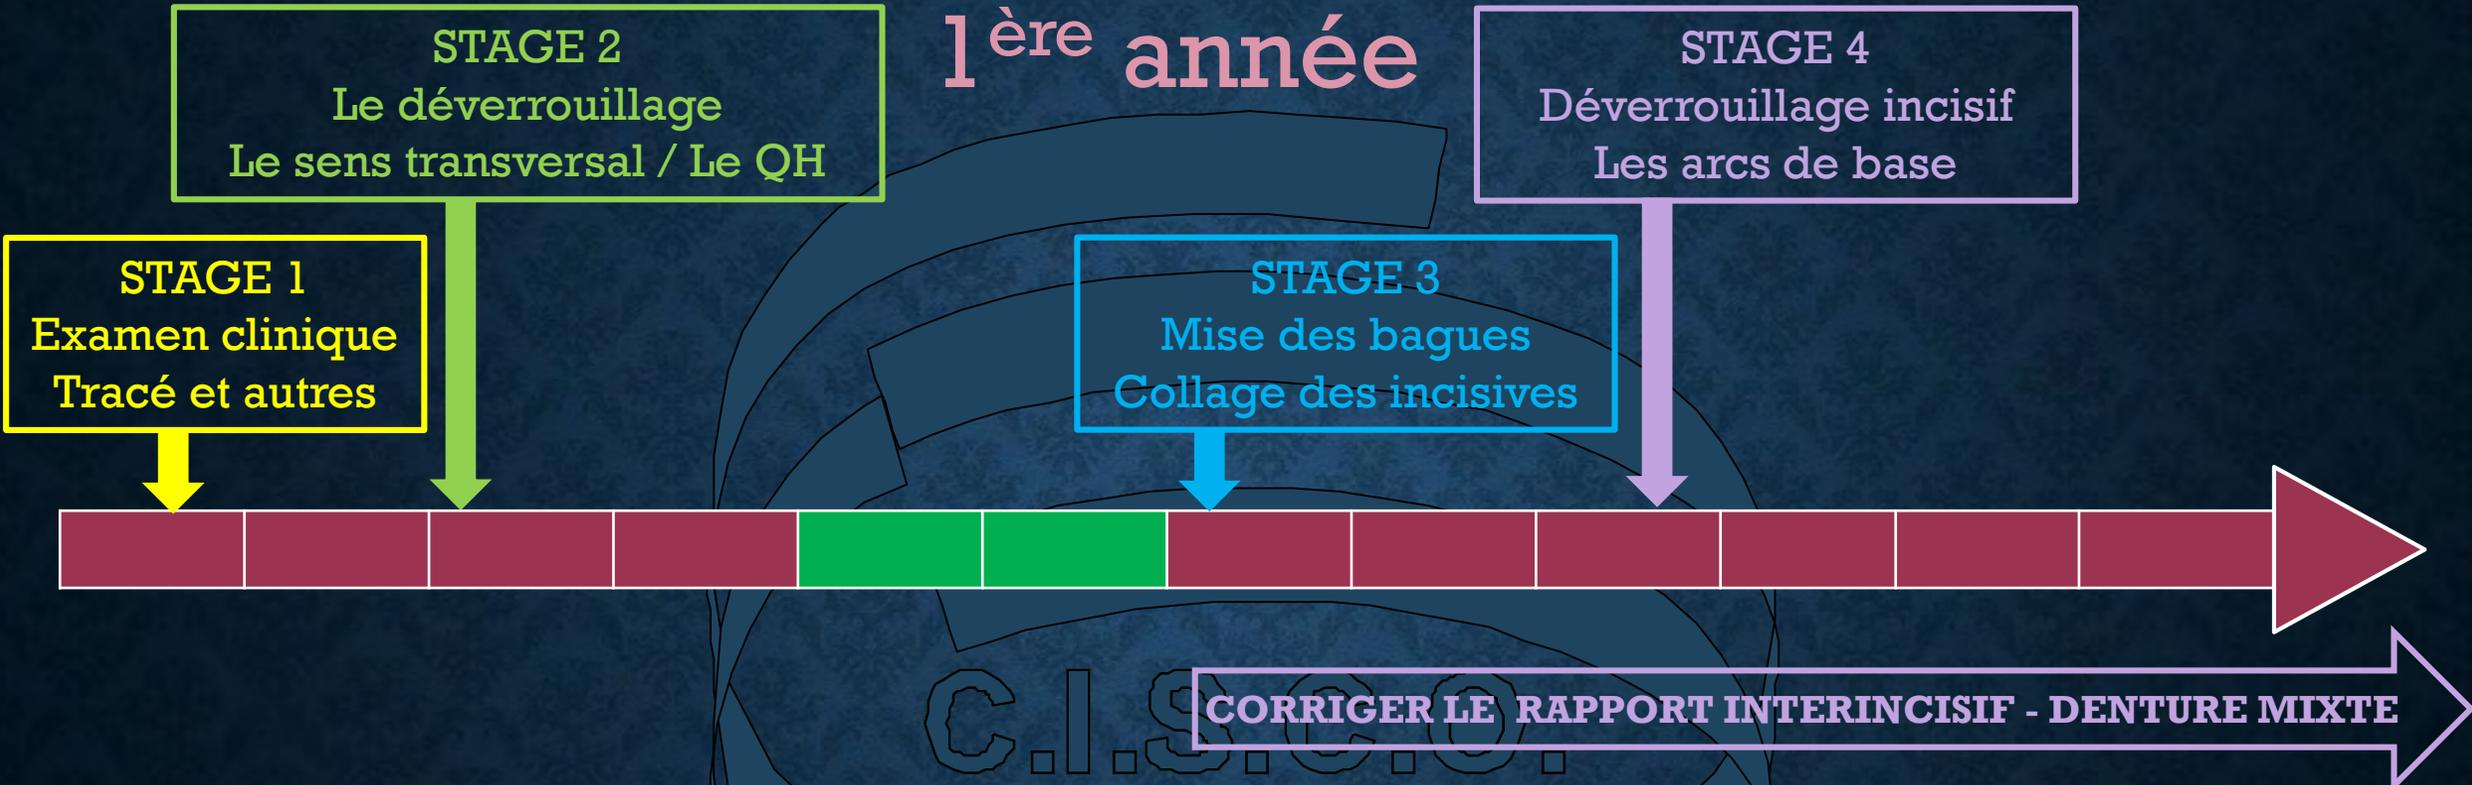 1ère année
STAGE 2
Le déverrouillage
Le sens transversal / Le QH
STAGE 4
Déverrouillage incisif
Les arcs de base
STAGE 1
Examen clinique
Tracé et autres
STAGE 3
Mise des bagues
Collage des incisives
CORRIGER LE RAPPORT INTERINCISIF - DENTURE MIXTE
C.I.S.C.O.